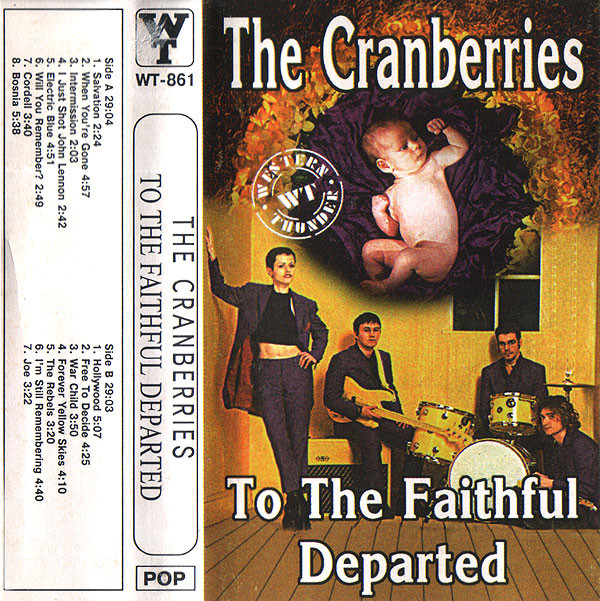 Side A 29:04
1. Salvation 2:24
2. When You're Gone 4:57
3. Intermission 2:03
4. I Just Shot John Lennon 2:42
5. Electric Blue 4:51
6. Will You Remember? 2:49
7. Cordell 3:40
8. Bosnia 5:38
Side B 29:03
1. Hollywood 5:07
2. Free To Decide 4:25
3. War Child 3:50
4. Forever Yellow Skies 4:10
5. The Rebels 3:20
6. I'm Still Remembering 4:40
7. Joe 3:22
WT
WT-861
THE CRANBERRIES
TO THE FAITHFUL DEPARTED
POP
The Cranberries
WESTERN
WT
THUNDER
To The Faithful
Departed